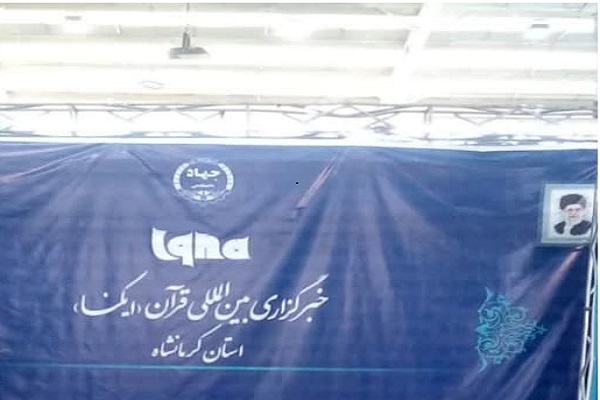 جهاد
Iqna
خبرگزاری بین‌المللی قرآن (ایکنا)
استان کرمانشاه